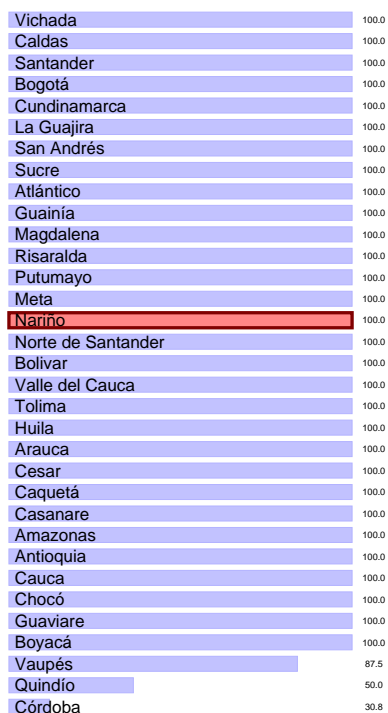 Vichada 100.0
Caldas 100.0
Santander 100.0
Bogotá 100.0
Cundinamarca 100.0
La Guajira 100.0
San Andrés 100.0
Sucre 100.0
Atlántico 100.0
Guainía 100.0
Magdalena 100.0
Risaralda 100.0
Putumayo 100.0
Meta 100.0
Nariño 100.0
Norte de Santander 100.0
Bolivar 100.0
Valle del Cauca 100.0
Tolima 100.0
Huila 100.0
Arauca 100.0
Cesar 100.0
Caquetá 100.0
Casanare 100.0
Amazonas 100.0
Antioquia 100.0
Cauca 100.0
Chocó 100.0
Guaviare 100.0
Boyacá 100.0
Vaupés 87.5
Quindío 50.0
Córdoba 30.8